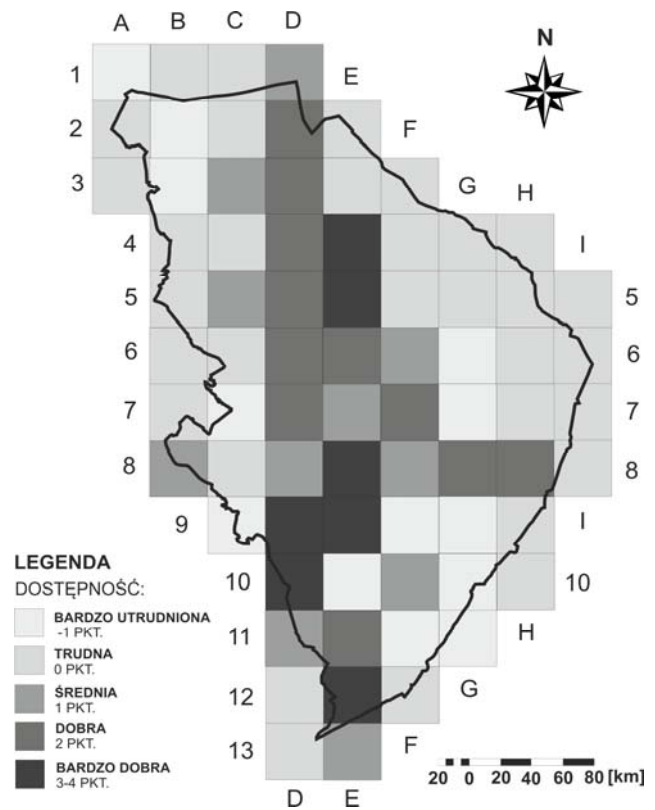 A B C D
N
1 E
2 F
3 G H
4 I
5 5
6 6
7 7
8 8
9 I
LEGENDA
DOSTĘPNOŚĆ:
10 10
BARDZO UTRUDNIONA
-1 PKT.
11 H
TRUDNA
0 PKT.
ŚREDNIA
1 PKT.
12 G
DOBRA
2 PKT.
13 F
BARDZO DOBRA
3-4 PKT.
20 0 20 40 60 80 [km]
D E